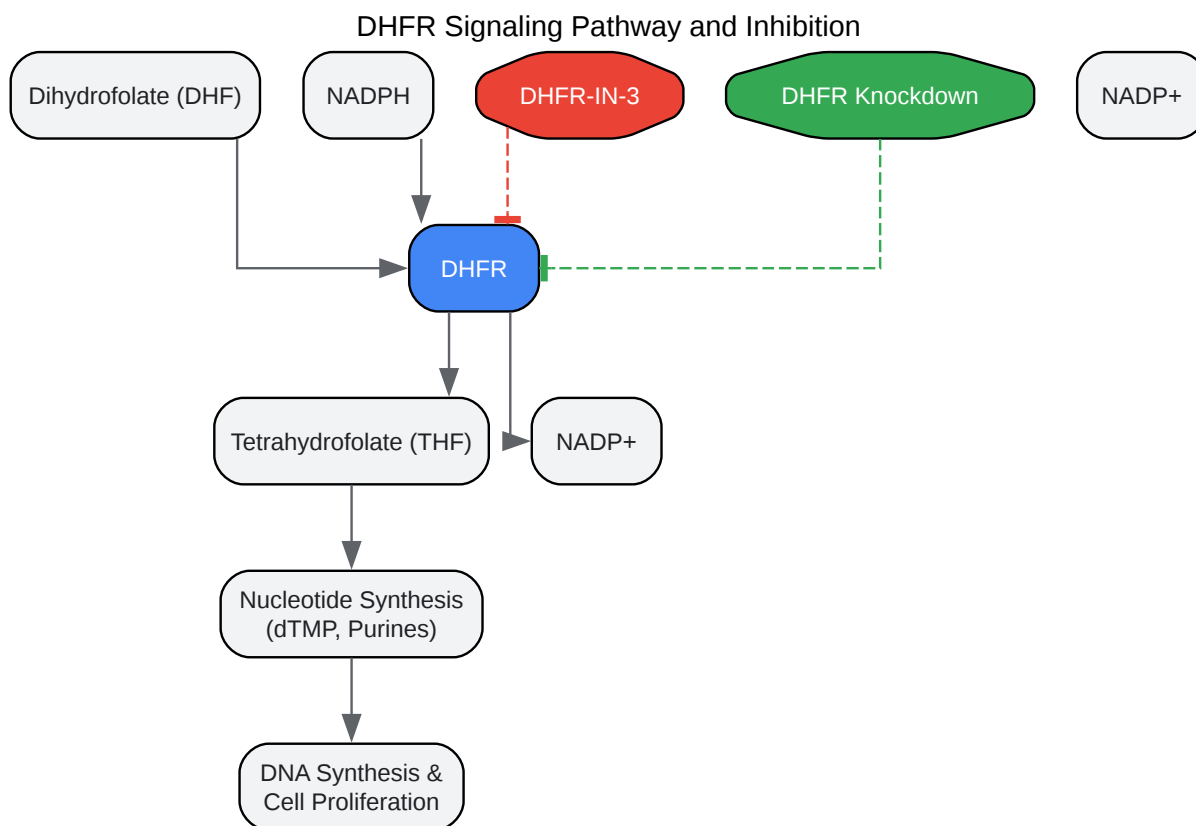 DHFR Signaling Pathway and Inhibition
Dihydrofolate (DHF)
NADPH
DHFR-IN-3
DHFR Knockdown
NADP+
DHFR
Tetrahydrofolate (THF)
NADP+
Nucleotide Synthesis
(dTMP, Purines)
DNA Synthesis &
Cell Proliferation